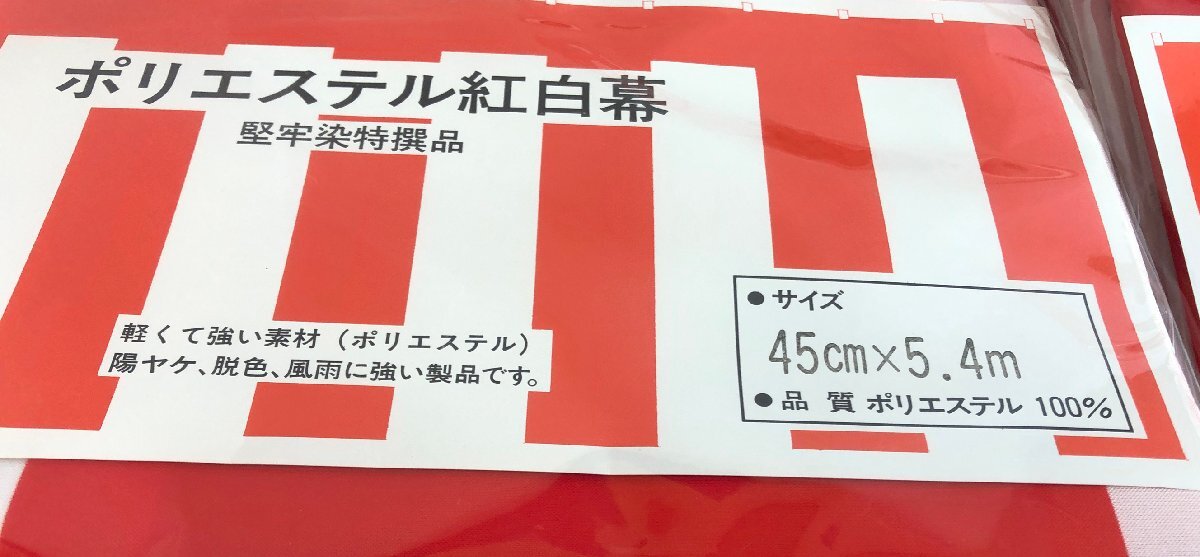 ポリエステル紅白幕
堅牢染特撰品
軽くて強い素材（ポリエステル）
陽ヤケ、脱色、風雨に強い製品です。
●サイズ
45cm×5.4m
●品 質 ポリエステル 100%